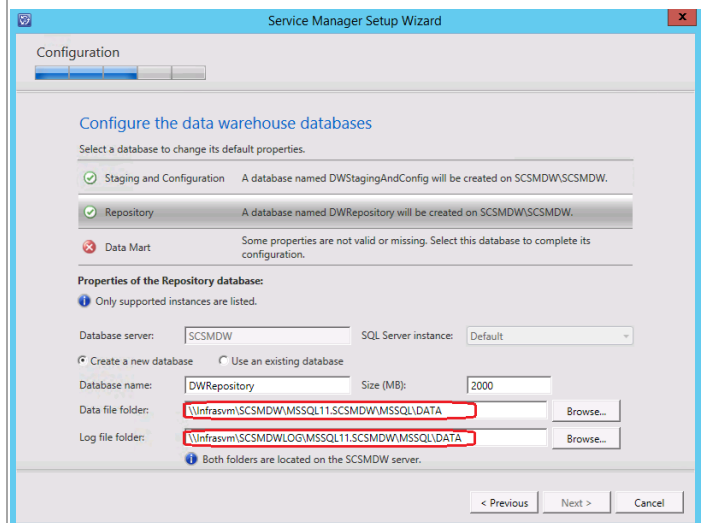 Service Manager Setup Wizard
x
Configuration
Configure the data warehouse databases
Select a database to change its default properties.
Staging and Configuration A database named DWStagingAndConfig will be created on SCSMDW\SCSMDW.
Repository A database named DWRepository will be created on SCSMDW\SCSMDW.
Data Mart Some properties are not valid or missing. Select this database to complete its
configuration.
Properties of the Repository database:
Only supported instances are listed.
Database server: SCSMDW SQL Server instance: Default
Create a new database Use an existing database
Database name: DWRepository Size (MB): 2000
Data file folder: \\Infrasvm\SCSMDW\MSSQL11.SCSMDW\MSSQL\DATA Browse...
Log file folder: \\Infrasvm\SCSMDWLOG\MSSQL11.SCSMDW\MSSQL\DATA Browse...
Both folders are located on the SCSMDW server.
< Previous Next > Cancel